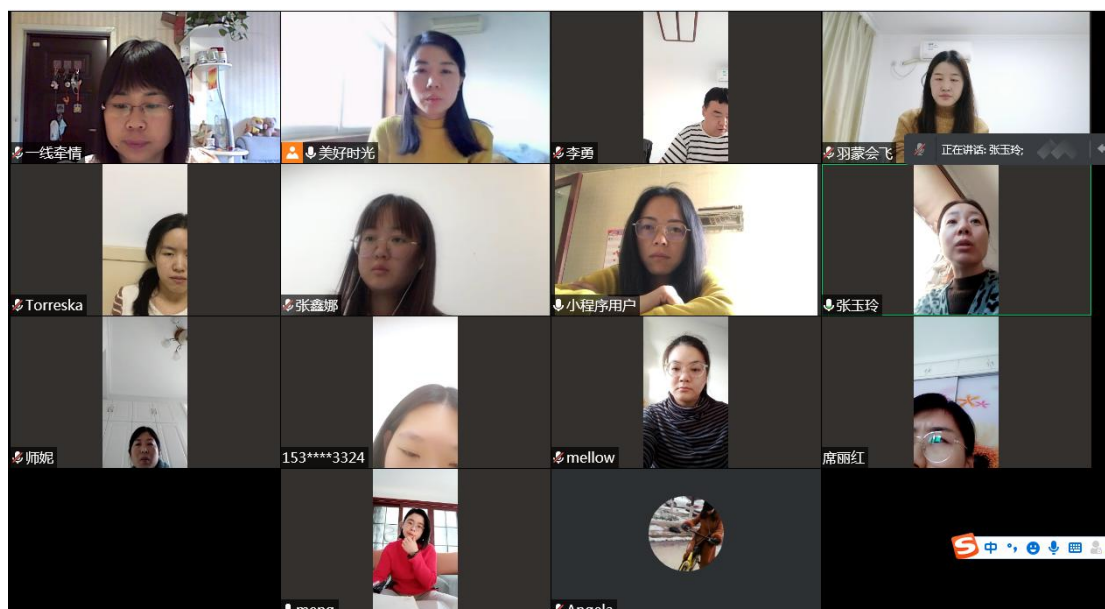 一线牵情
美好时光
李勇
羽蒙会飞
正在讲话: 张玉玲;
Torreska
张鑫娜
小程序用户
张玉玲
师妮
153****3324
mellow
席丽红
meng
Angela
中